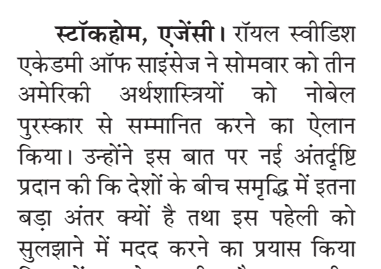 स्टॉकहोम, एजेंसी। रॉयल स्वीडिश
एकेडमी ऑफ साइंसेज ने सोमवार को तीन
अमेरिकी अर्थशास्त्रियों को नोबेल
पुरस्कार से सम्मानित करने का ऐलान
किया। उन्होंने इस बात पर नई अंतर्दृष्टि
प्रदान की कि देशों के बीच समृद्धि में इतना
बड़ा अंतर क्यों है तथा इस पहेली को
सुलझाने में मदद करने का प्रयास किया